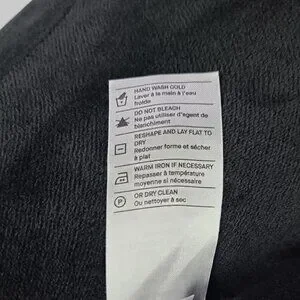 HAND WASH COLD
Laver à la main à l'eau
froide
DO NOT BLEACH
Ne pas utiliser d'agent de
blanchiment
RESHAPE AND LAY FLAT TO
DRY
Redonner forme et sécher
à plat
WARM IRON IF NECESSARY
Repasser à température
moyenne si nécessaire
OR DRY CLEAN
P
Ou nettoyer à sec